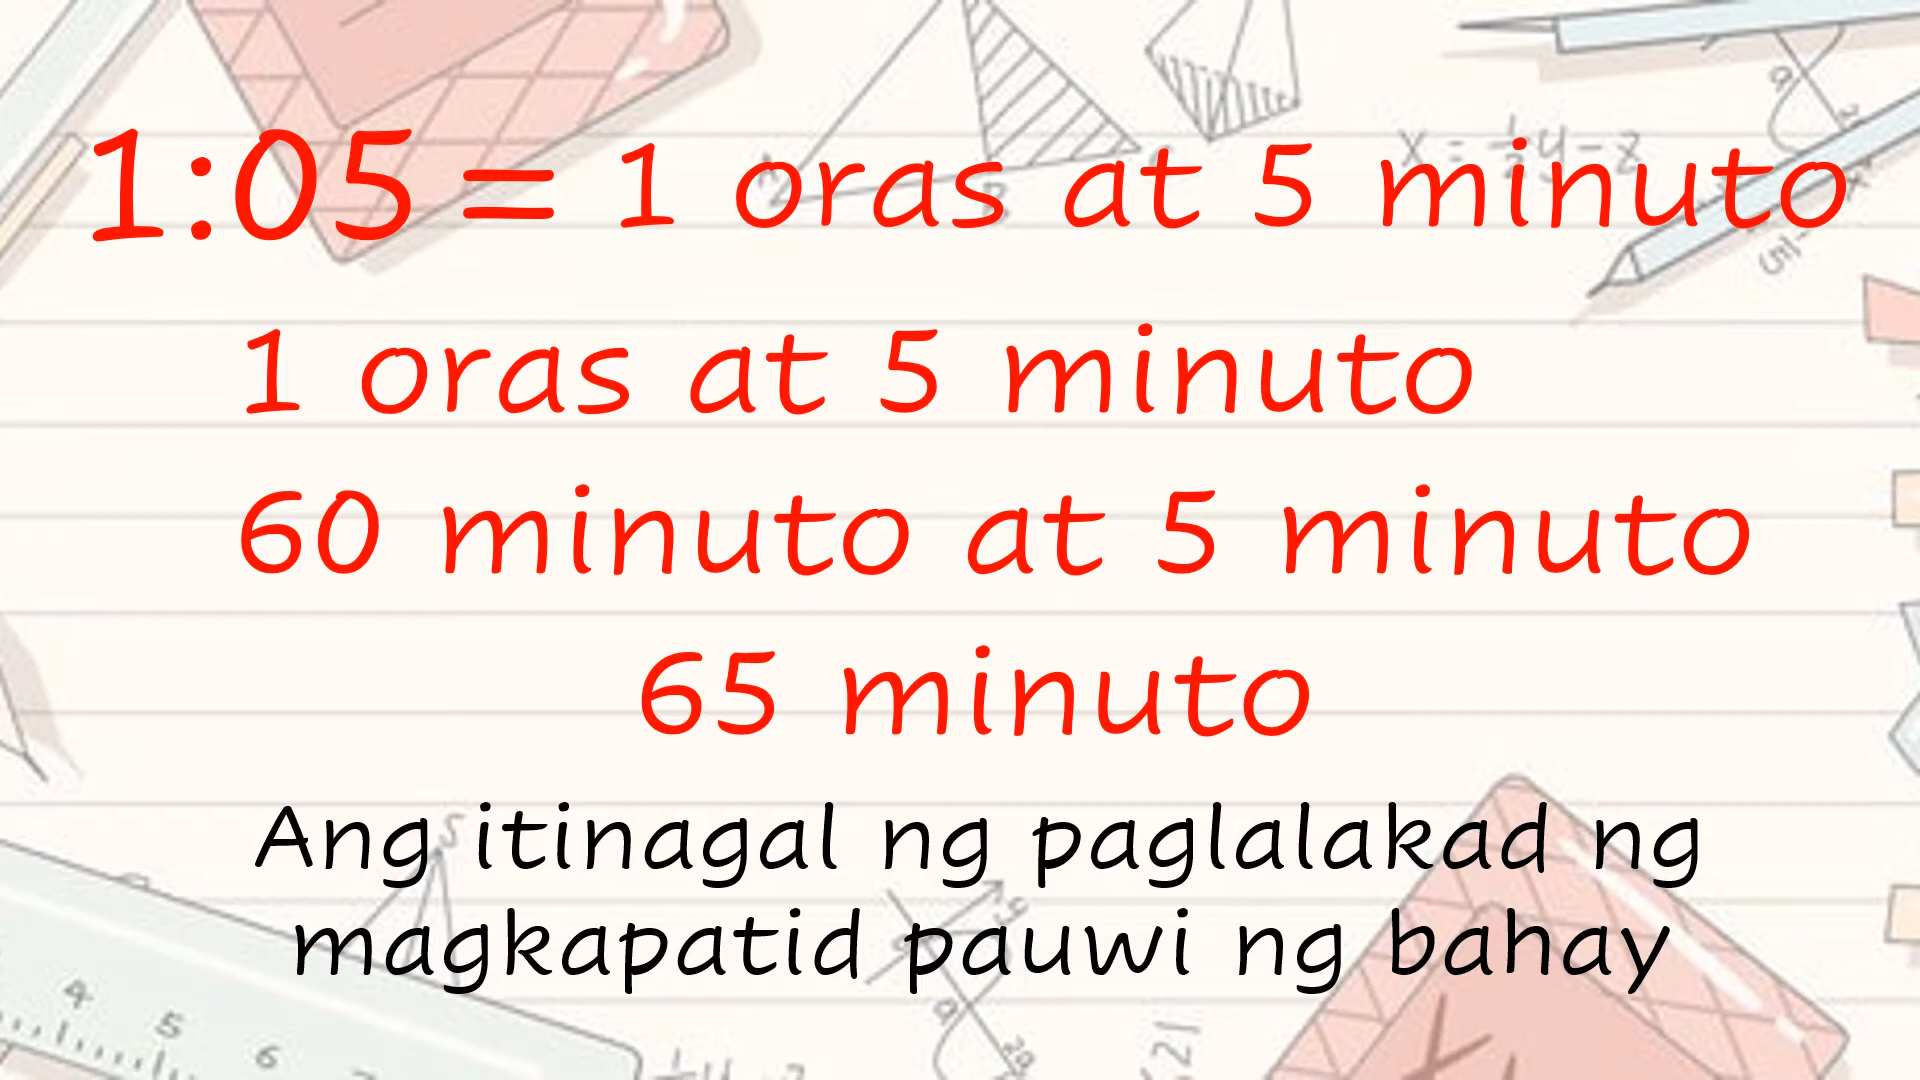 1:05 = 1 oras at 5 minuto
1 oras at 5 minuto
60 minuto at 5 minuto
65 minuto
Ang itinagal ng paglalakad ng
magkapatid pauwi ng bahay